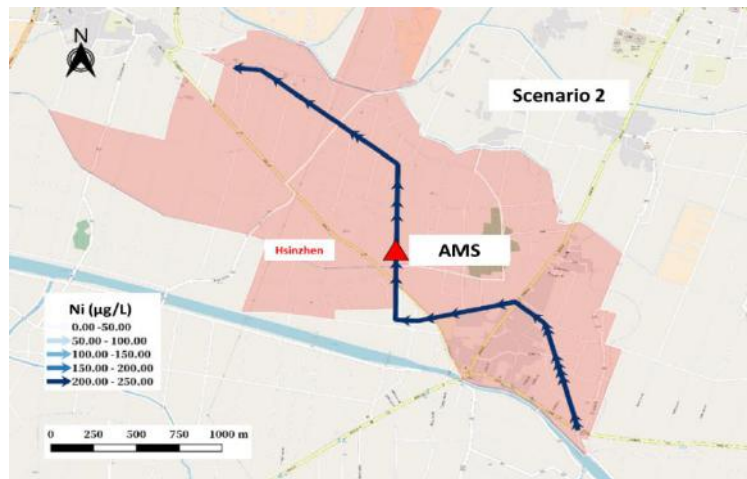 N
Scenario 2
Hsinzhen
AMS
Ni (µg/L)
0.00 -50.00
50.00 - 100.00
100.00 -150.00
150.00 - 200.00
200.00 - 250.00
0 250 500 750 1000 m